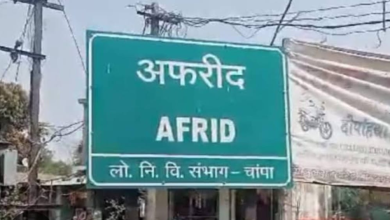 अफरीद
AFRID
लो. नि. वि. संभाग - चांपा